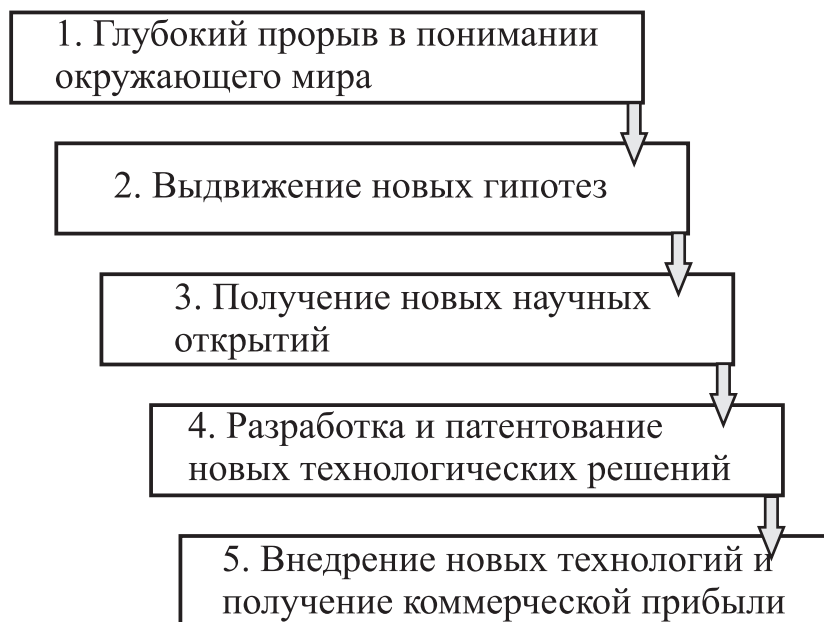 1. Глубокий прорыв в понимании
окружающего мира
2. Выдвижение новых гипотез
3. Получение новых научных
открытий
4. Разработка и патентование
новых технологических решений
5. Внедрение новых технологий и
получение коммерческой прибыли